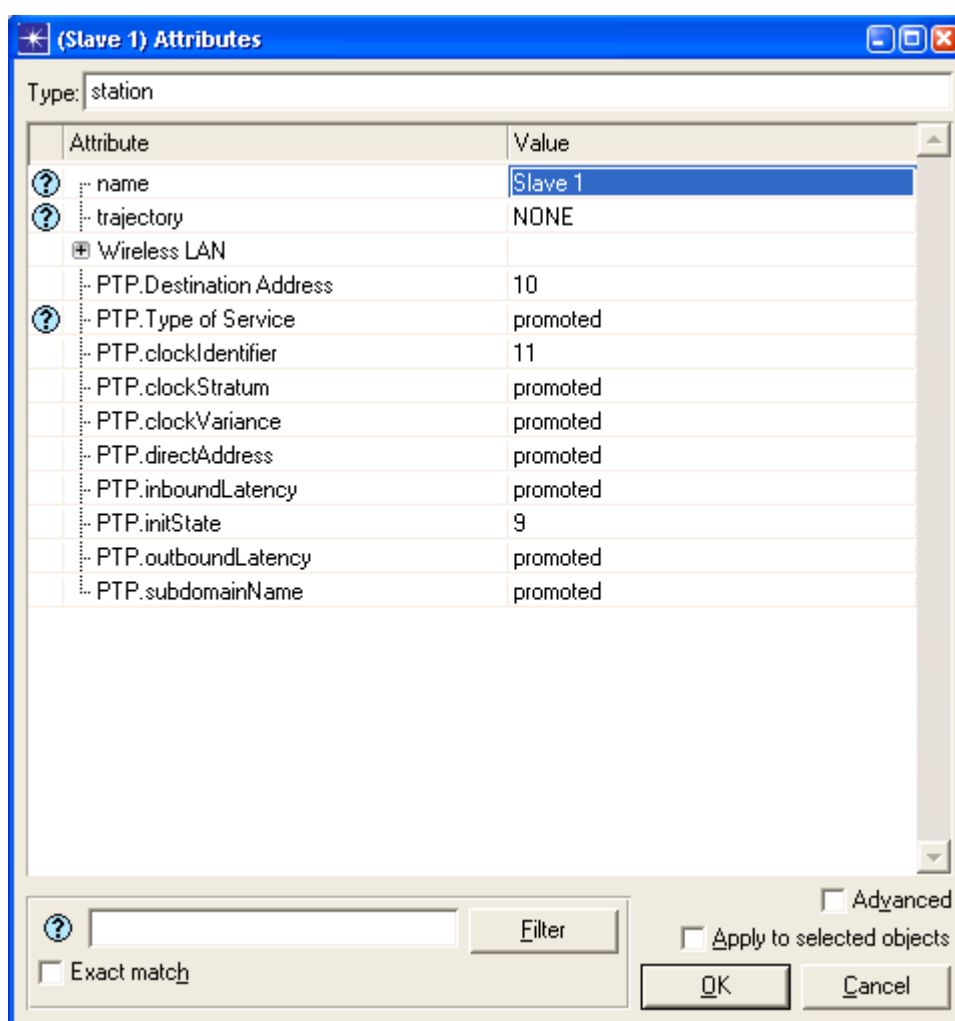 (Slave 1) Attributes
Type: station
Attribute Value
name Slave 1
trajectory NONE
Wireless LAN
PTP.Destination Address 10
PTP.Type of Service promoted
PTP.clockIdentifier 11
PTP.clockStratum promoted
PTP.clockVariance promoted
PTP.directAddress promoted
PTP.inboundLatency promoted
PTP.initState 9
PTP.outboundLatency promoted
PTP.subdomainName promoted
Advanced
Filter
Apply to selected objects
Exact match
OK Cancel